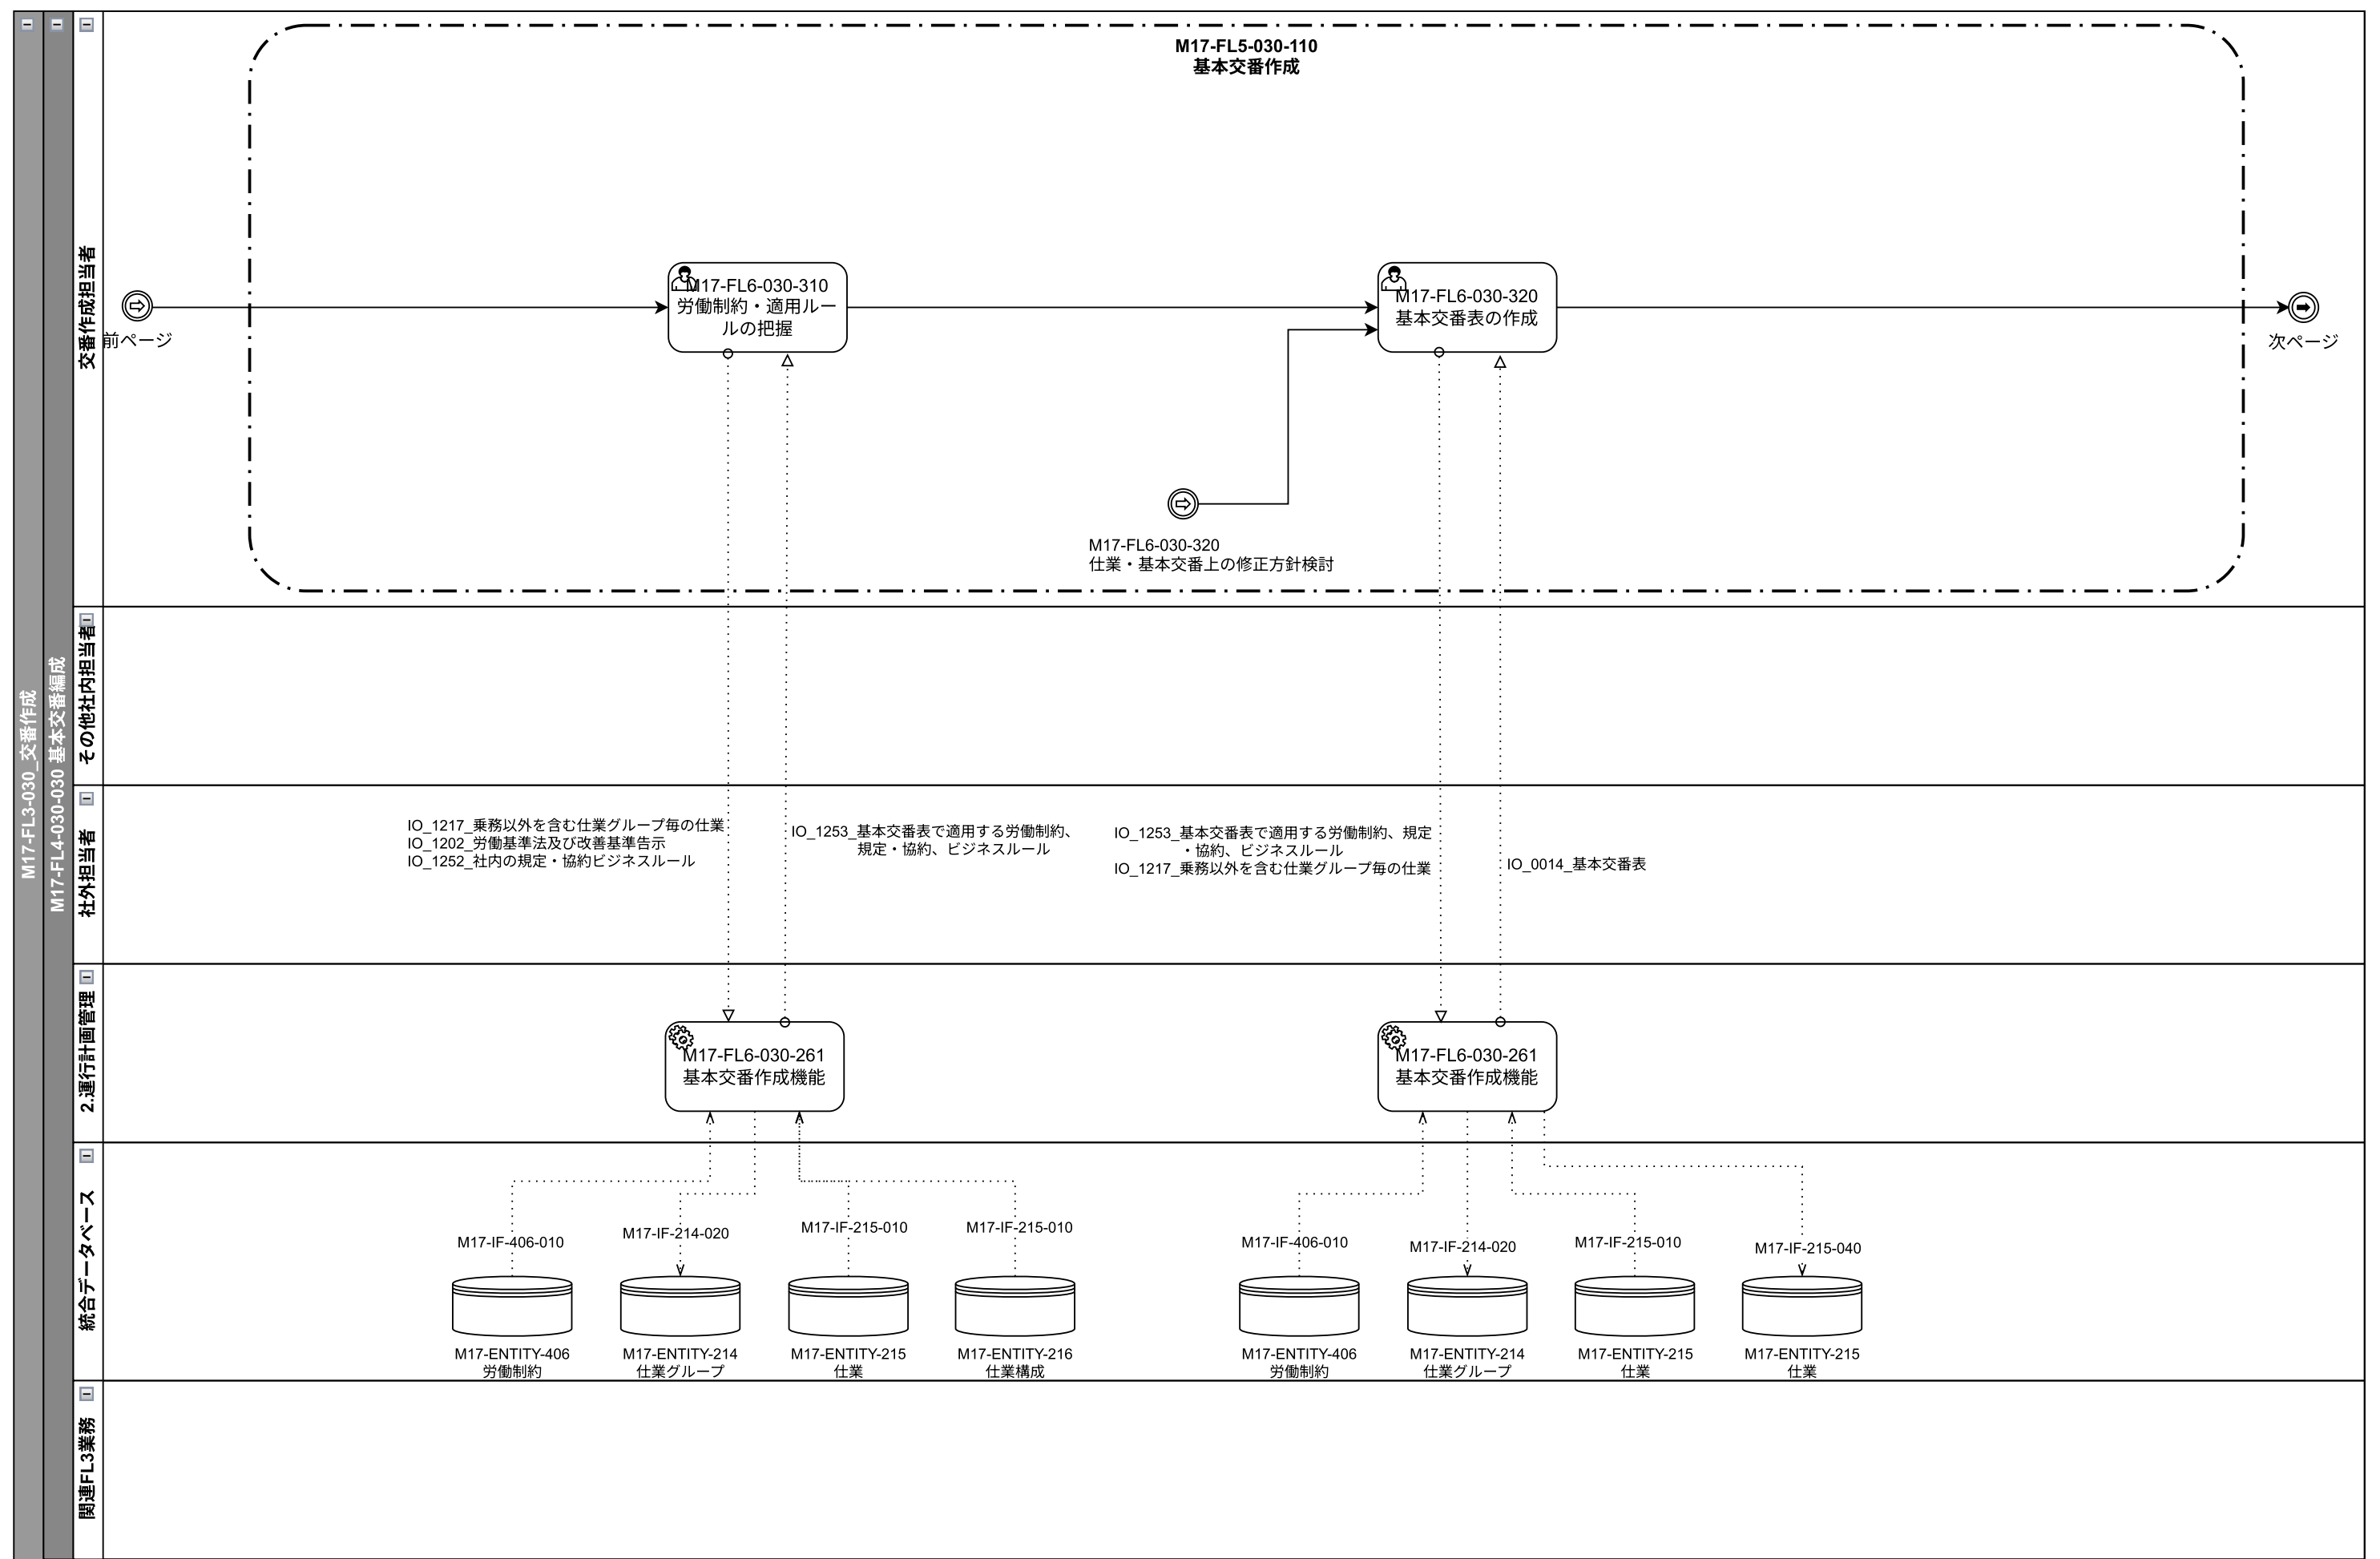 M17-FL3-030_交番作成
M17-FL4-030-030 基本交番編成
交番作成担当者
M17-FL5-030-110
基本交番作成
前ページ
M17-FL6-030-310
労働制約・適用ルー
ルの把握
M17-FL6-030-320
基本交番表の作成
次ページ
M17-FL6-030-320
仕業・基本交番上の修正方針検討
その他社内担当者
社外担当者
IO_1217_乗務以外を含む仕業グループ毎の仕業
IO_1202_労働基準法及び改善基準告示
IO_1252_社内の規定・協約ビジネスルール
IO_1253_基本交番表で適用する労働制約、
規定・協約、ビジネスルール
IO_1253_基本交番表で適用する労働制約、規定
・協約、ビジネスルール
IO_1217_乗務以外を含む仕業グループ毎の仕業
IO_0014_基本交番表
2.運行計画管理
M17-FL6-030-261
基本交番作成機能
M17-FL6-030-261
基本交番作成機能
統合データベース
M17-IF-406-010
M17-IF-214-020
M17-IF-215-010
M17-IF-215-010
M17-IF-406-010
M17-IF-214-020
M17-IF-215-010
M17-IF-215-040
M17-ENTITY-406
労働制約
M17-ENTITY-214
仕業グループ
M17-ENTITY-215
仕業
M17-ENTITY-216
仕業構成
M17-ENTITY-406
労働制約
M17-ENTITY-214
仕業グループ
M17-ENTITY-215
仕業
M17-ENTITY-215
仕業
関連FL3業務